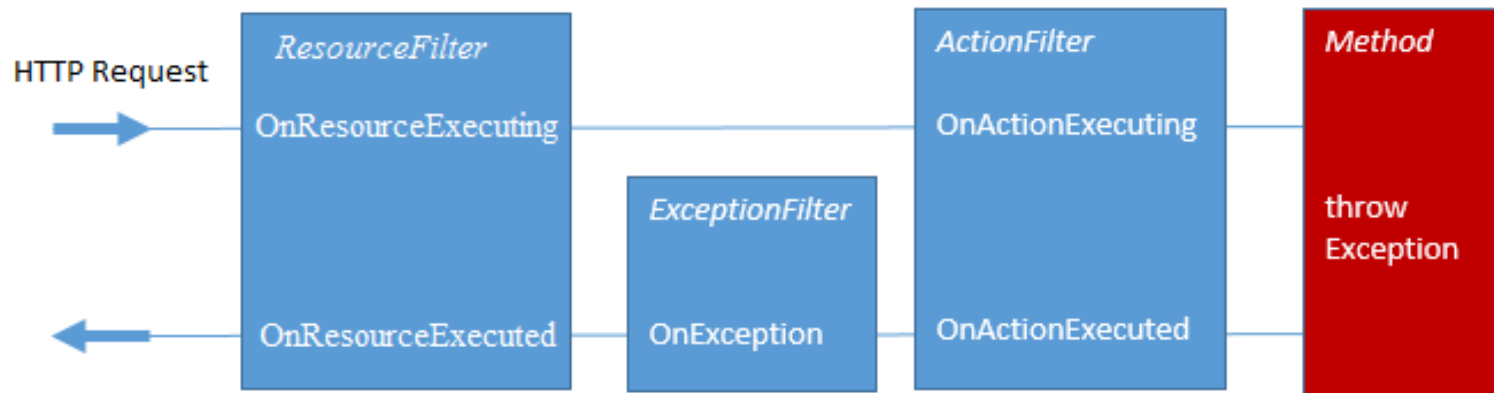 HTTP Request
ResourceFilter
OnResourceExecuting
OnResourceExecuted
ExceptionFilter
OnException
ActionFilter
OnActionExecuting
OnActionExecuted
Method
throw
Exception